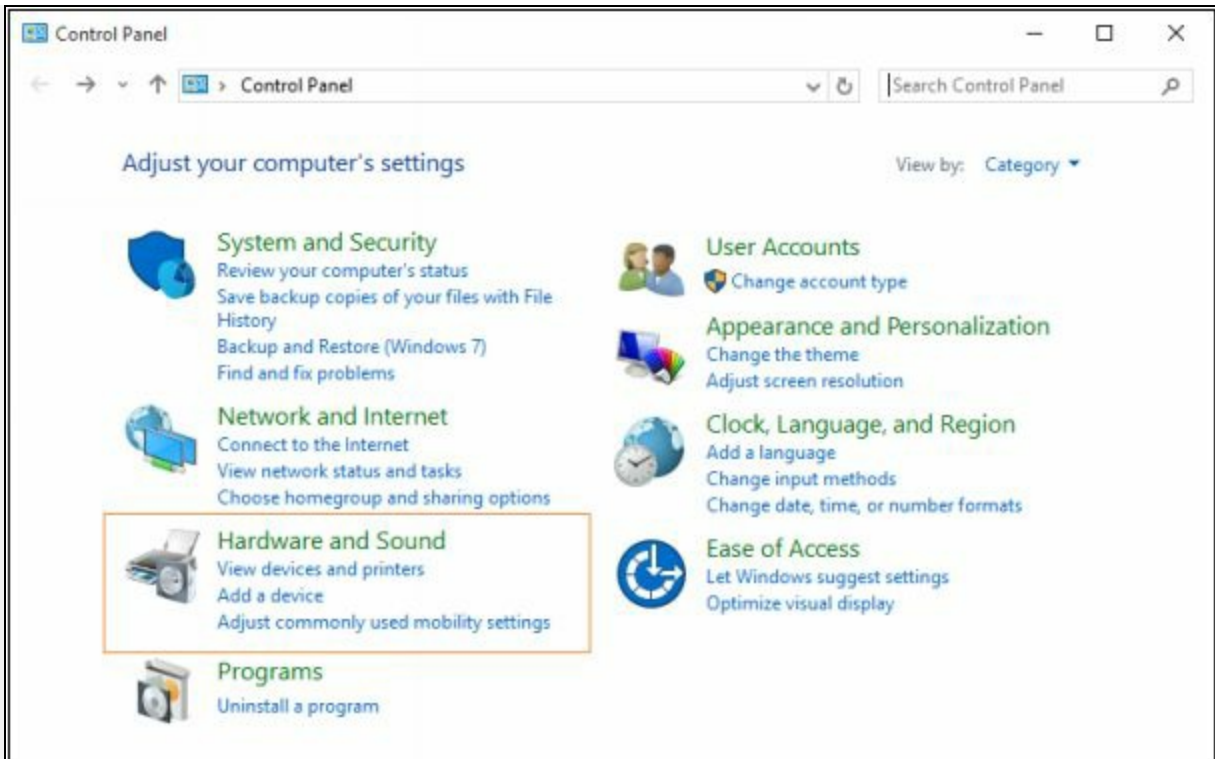 Control Panel
Control Panel
Search Control Panel
Adjust your computer's settings
View by: Category
System and Security
Review your computer's status
Save backup copies of your files with File
History
Backup and Restore (Windows 7)
Find and fix problems
Network and Internet
Connect to the Internet
View network status and tasks
Choose homegroup and sharing options
Hardware and Sound
View devices and printers
Add a device
Adjust commonly used mobility settings
Programs
Uninstall a program
User Accounts
Change account type
Appearance and Personalization
Change the theme
Adjust screen resolution
Clock, Language, and Region
Add a language
Change input methods
Change date, time, or number formats
Ease of Access
Let Windows suggest settings
Optimize visual display